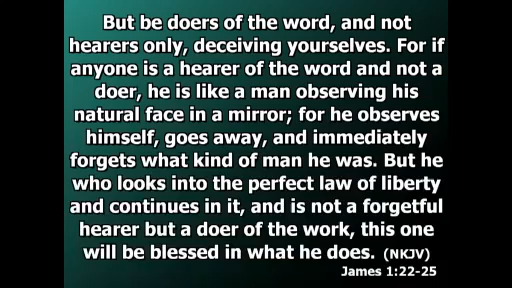 But be doers of the word, and not
hearers only, deceiving yourselves. For if
anyone is a hearer of the word and not a
doer, he is like a man observing his
natural face in a mirror; for he observes
himself, goes away, and immediately
forgets what kind of man he was. But he
who looks into the perfect law of liberty
and continues in it, and is not a forgetful
hearer but a doer of the work, this one
will be blessed in what he does. (NKJV)
James 1:22-25